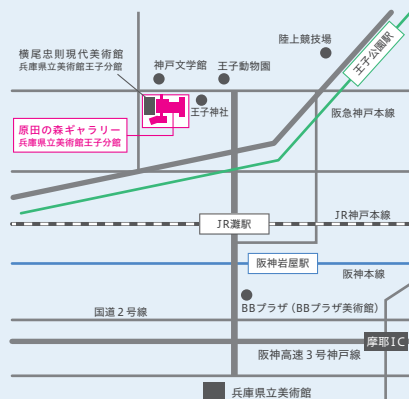 陸上競技場
横尾忠則現代美術館
兵庫県立美術館王子分館
神戸文学館
王子動物園
王子公園駅
王子神社
阪急神戸本線
原田の森ギャラリー
兵庫県立美術館王子分館
JR灘駅
JR神戸本線
阪神岩屋駅
阪神本線
BBプラザ（BBプラザ美術館）
国道２号線
摩耶IC
阪神高速３号神戸線
兵庫県立美術館